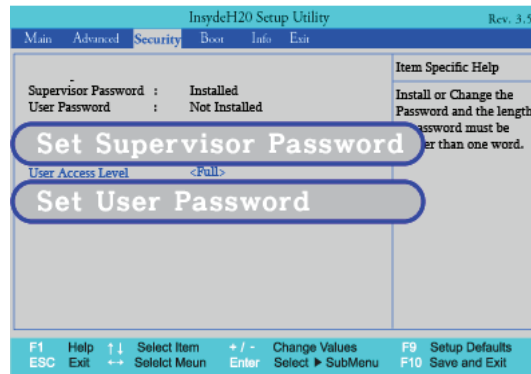 InsydeH20 Setup Utility Rev. 3.5
Main Advanced Security Boot Info Exit
Item Specific Help
Supervisor Password : Installed
User Password : Not Installed
Install or Change the
Password and the length
password must be
er than one word.
Set Supervisor Password
User Access Level <Full>
Set User Password
F1 Help ↑↓ Select Item + / - Change Values F9 Setup Defaults
ESC Exit ↔ Selelct Meun Enter Select ▶ SubMenu F10 Save and Exit